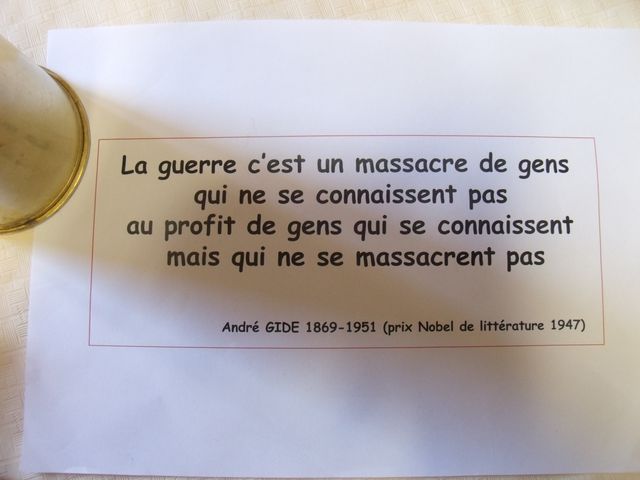 La guerre c'est un massacre de gens
qui ne se connaissent pas
au profit de gens qui se connaissent
mais qui ne se massacrent pas
André GIDE 1869-1951 (prix Nobel de littérature 1947)